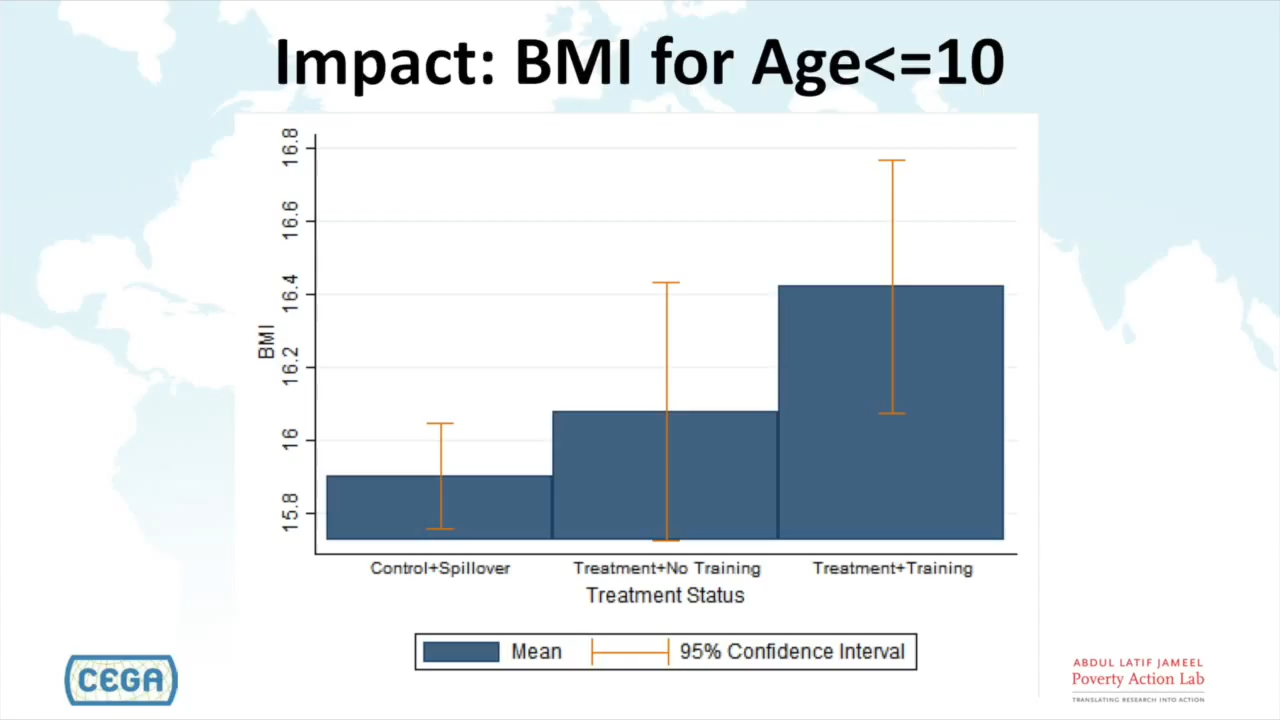 Impact: BMI for Age<=10
16.8
16.6
16.4
16.2
16
15.8
BMI
Control+Spillover Treatment+No Training Treatment+Training
Treatment Status
Mean 95% Confidence Interval
CEGA
ABDUL LATIF JAMEEL
Poverty Action Lab
TRANSLATING RESEARCH INTO ACTION